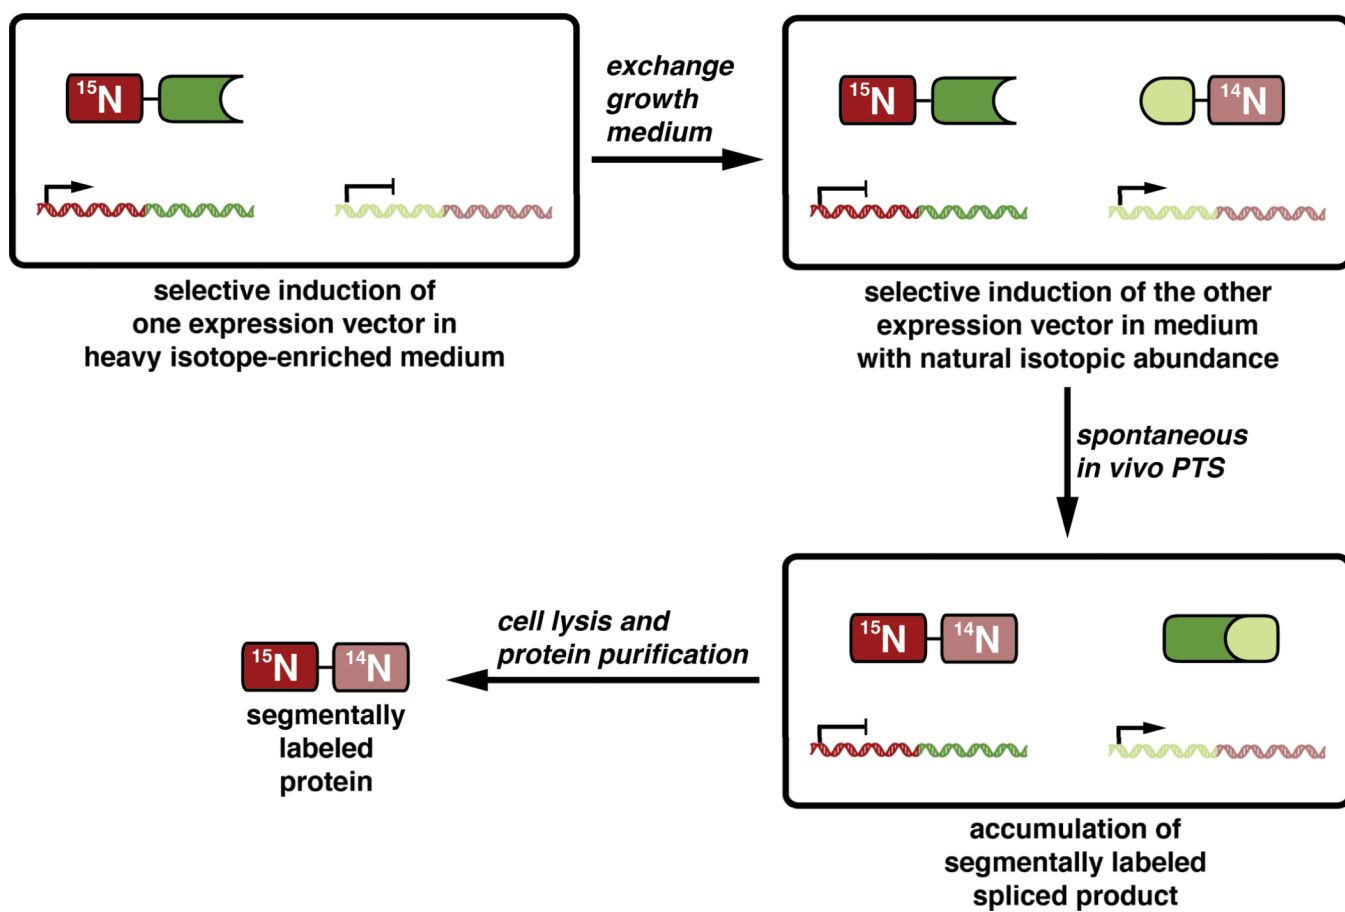 ¹⁵N
selective induction of
one expression vector in
heavy isotope-enriched medium
exchange
growth
medium
¹⁵N
¹⁴N
selective induction of the other
expression vector in medium
with natural isotopic abundance
spontaneous
in vivo PTS
¹⁵N ¹⁴N
accumulation of
segmentally labeled
spliced product
cell lysis and
protein purification
¹⁵N ¹⁴N
segmentally
labeled
protein